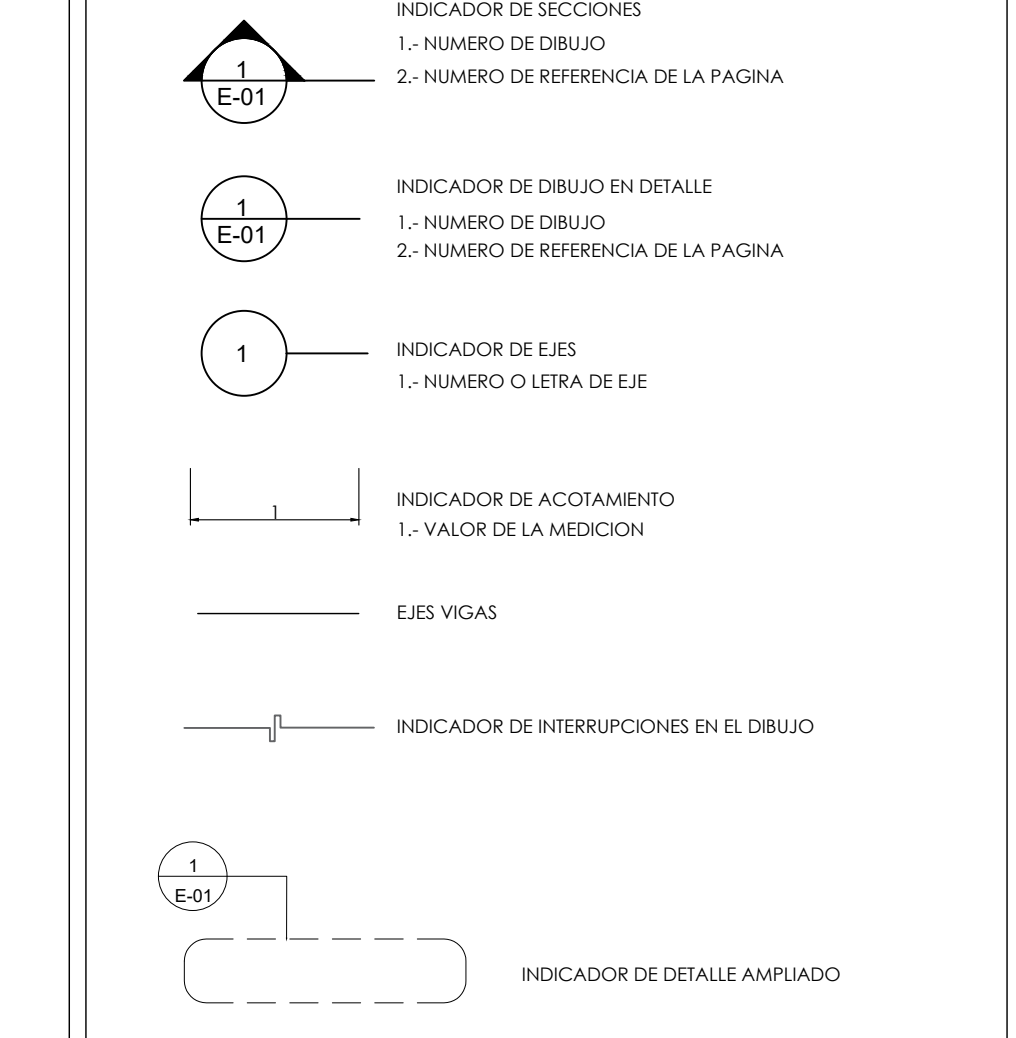 INDICADOR DE SECCIONES
1.- NUMERO DE DIBUJO
1
2.- NUMERO DE REFERENCIA DE LA PAGINA
E-01
INDICADOR DE DIBUJO EN DETALLE
1
1.- NUMERO DE DIBUJO
E-01
2.- NUMERO DE REFERENCIA DE LA PAGINA
1
INDICADOR DE EJES
1.- NUMERO O LETRA DE EJE
INDICADOR DE ACOTAMIENTO
1
1.- VALOR DE LA MEDICION
EJES VIGAS
INDICADOR DE INTERRUPCIONES EN EL DIBUJO
1
E-01
INDICADOR DE DETALLE AMPLIADO